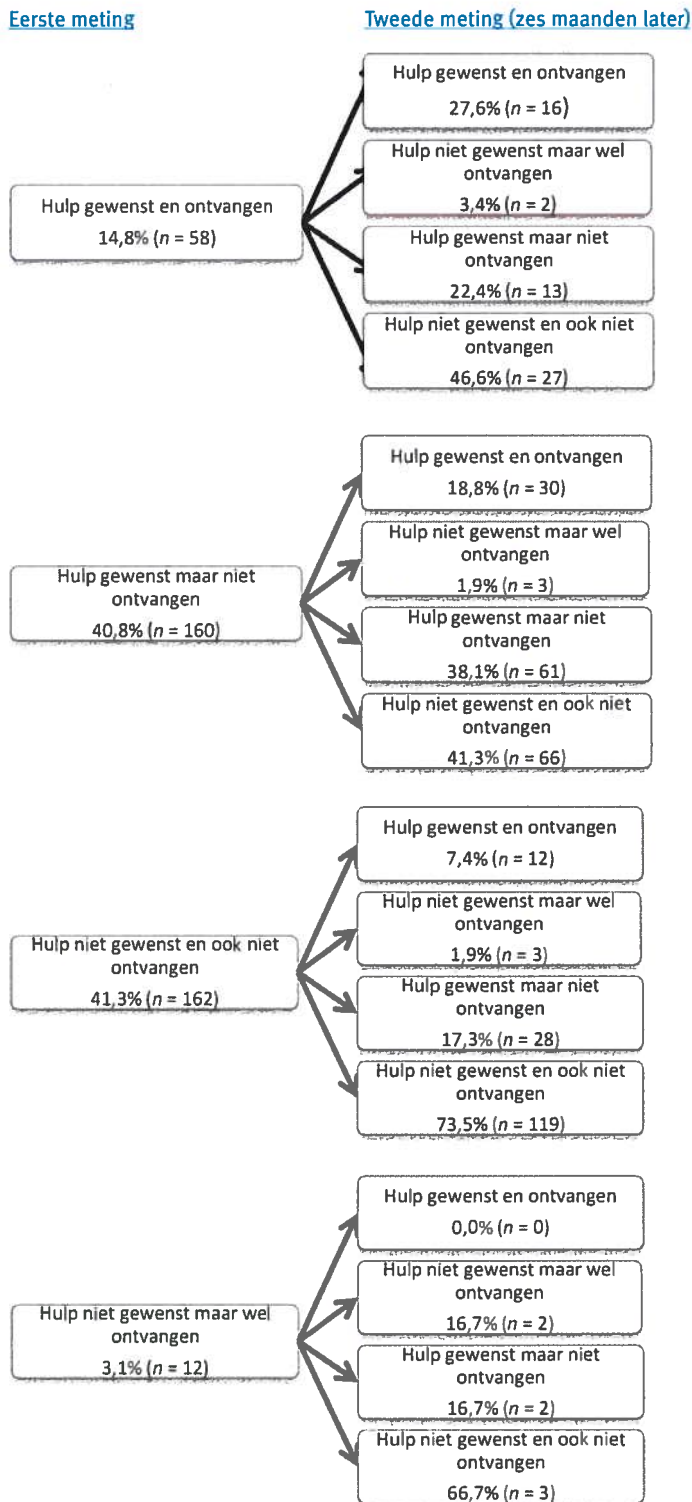 Eerste meting
Tweede meting (zes maanden later)
Hulp gewenst en ontvangen
14,8% (n = 58)
Hulp gewenst en ontvangen
27,6% (n = 16)
Hulp niet gewenst maar wel
ontvangen
3,4% (n = 2)
Hulp gewenst maar niet
ontvangen
22,4% (n = 13)
Hulp niet gewenst en ook niet
ontvangen
46,6% (n = 27)
Hulp gewenst maar niet
ontvangen
40,8% (n = 160)
Hulp gewenst en ontvangen
18,8% (n = 30)
Hulp niet gewenst maar wel
ontvangen
1,9% (n = 3)
Hulp gewenst maar niet
ontvangen
38,1% (n = 61)
Hulp niet gewenst en ook niet
ontvangen
41,3% (n = 66)
Hulp niet gewenst en ook niet
ontvangen
41,3% (n = 162)
Hulp gewenst en ontvangen
7,4% (n = 12)
Hulp niet gewenst maar wel
ontvangen
1,9% (n = 3)
Hulp gewenst maar niet
ontvangen
17,3% (n = 28)
Hulp niet gewenst en ook niet
ontvangen
73,5% (n = 119)
Hulp niet gewenst maar wel
ontvangen
3,1% (n = 12)
Hulp gewenst en ontvangen
0,0% (n = 0)
Hulp niet gewenst maar wel
ontvangen
16,7% (n = 2)
Hulp gewenst maar niet
ontvangen
16,7% (n = 2)
Hulp niet gewenst en ook niet
ontvangen
66,7% (n = 3)